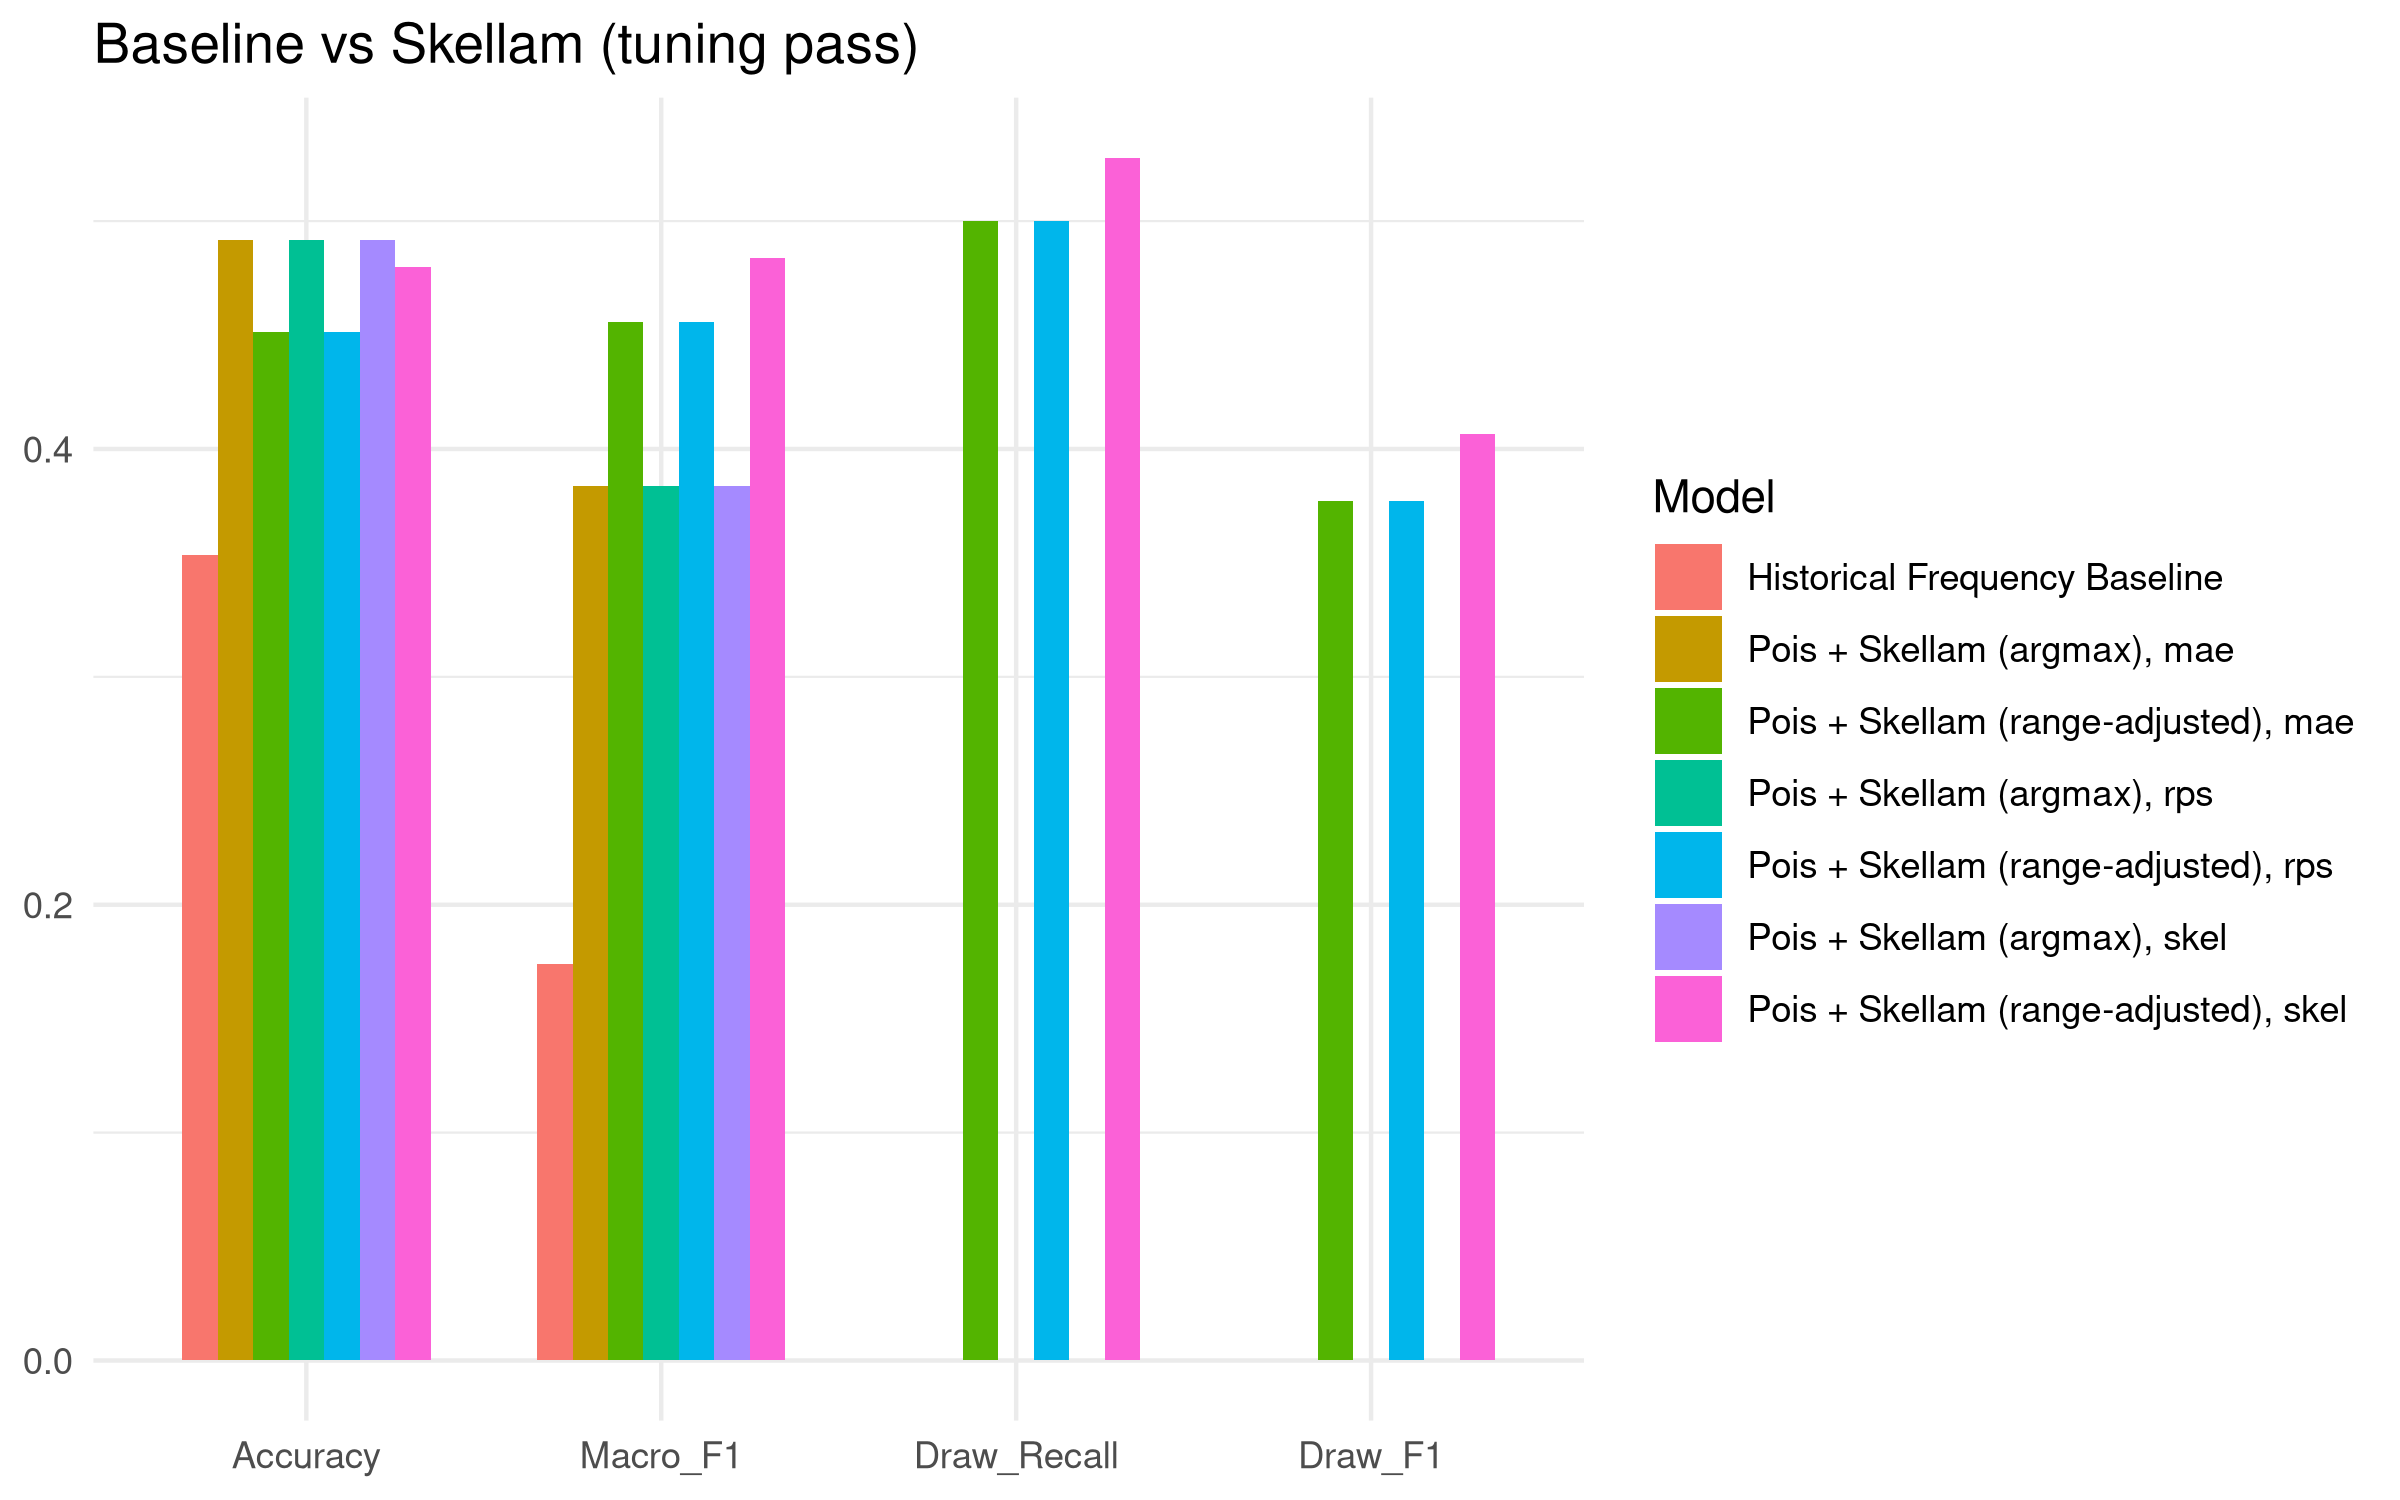 Baseline vs Skellam (tuning pass)
0.4
0.2
0.0
Accuracy
Macro_F1
Draw_Recall
Draw_F1
Model
Historical Frequency Baseline
Pois + Skellam (argmax), mae
Pois + Skellam (range-adjusted), mae
Pois + Skellam (argmax), rps
Pois + Skellam (range-adjusted), rps
Pois + Skellam (argmax), skel
Pois + Skellam (range-adjusted), skel